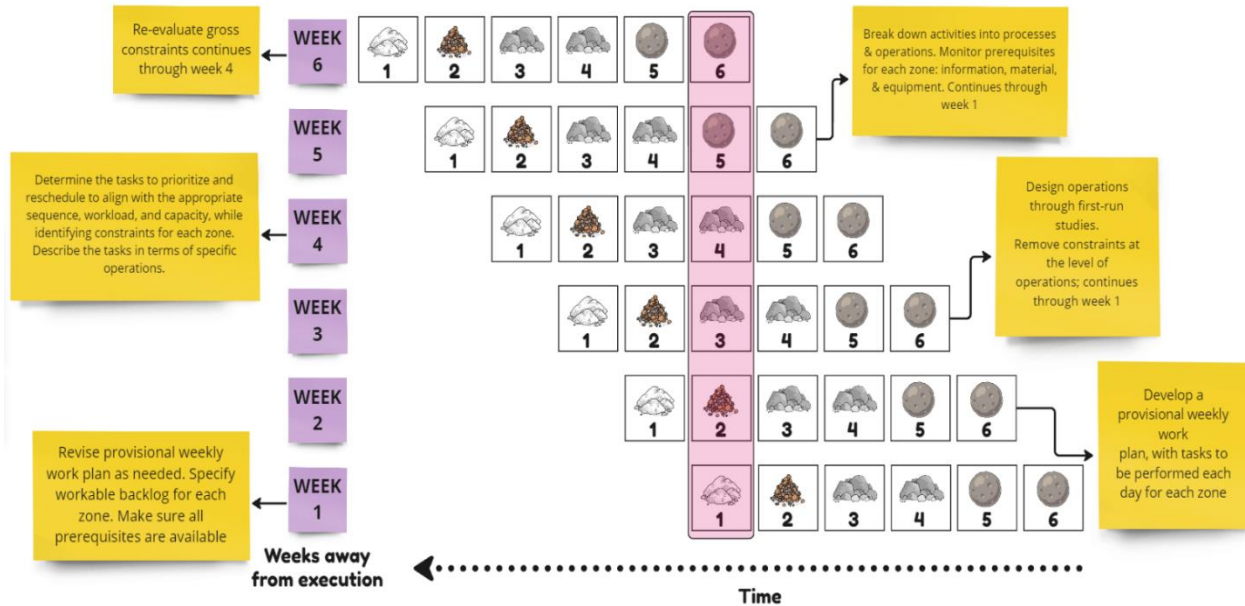 Re-evaluate gross
constraints continues
through week 4
WEEK
6
1 2 3 4 5 6
Break down activities into processes
& operations. Monitor prerequisites
for each zone: information, material,
& equipment. Continues through
week 1
WEEK
5
1 2 3 4 5 6
Determine the tasks to prioritize and
reschedule to align with the appropriate
sequence, workload, and capacity, while
identifying constraints for each zone.
Describe the tasks in terms of specific
operations.
WEEK
4
1 2 3 4 5 6
Design operations
through first-run
studies.
Remove constraints at
the level of
operations; continues
through week 1
WEEK
3
1 2 3 4 5 6
WEEK
2
1 2 3 4 5 6
Develop a
provisional weekly
work
plan, with tasks to
be performed each
day for each zone
Revise provisional weekly
work plan as needed. Specify
workable backlog for each
zone. Make sure all
prerequisites are available
WEEK
1
1 2 3 4 5 6
Weeks away
from execution
Time